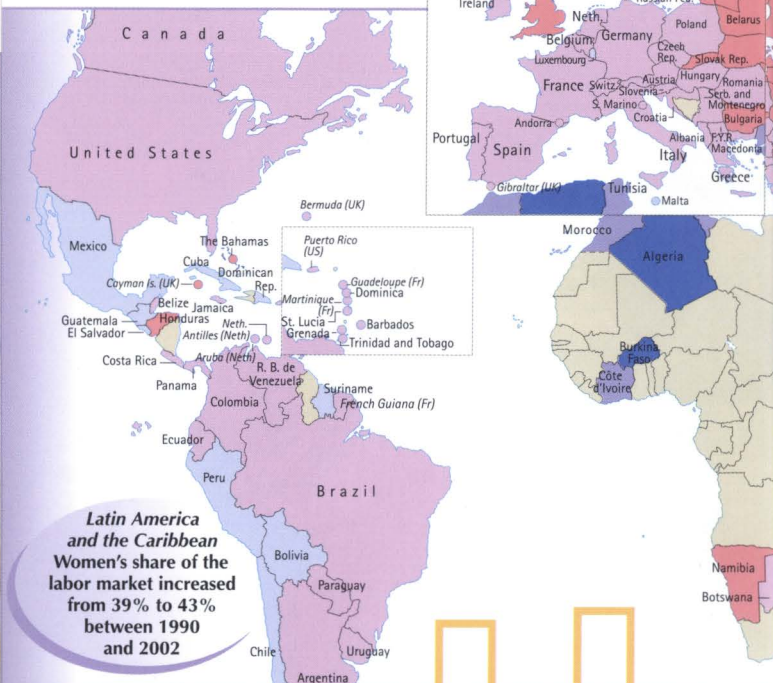 Canada
United States
Mexico
Bermuda (UK)
The Bahamas
Cuba
Cayman Is. (UK)
Dominican
Rep.
Puerto Rico
(US)
Belize
Jamaica
Guatemala
Honduras
El Salvador
Neth.
Antilles (Neth)
Aruba (Neth)
Guadeloupe (Fr)
Dominica
Martinique
(Fr)
St. Lucia
Barbados
Grenada
Trinidad and Tobago
Costa Rica
Panama
R. B. de
Venezuela
Suriname
French Guiana (Fr)
Colombia
Ecuador
Peru
Brazil
Bolivia
Paraguay
Chile
Uruguay
Argentina
Latin America
and the Caribbean
Women's share of the
labor market increased
from 39% to 43%
between 1990
and 2002
Ireland
Neth.
Belgium
Luxembourg
Germany
Poland
Belarus
Czech
Rep.
Slovak Rep.
France
Switz.
Austria
Hungary
Romania
Slovenia
Serb. and
Montenegro
S. Marino
Croatia
Bulgaria
Andorra
Portugal
Spain
Italy
Albania
F.Y.R.
Macedonia
Greece
Gibraltar (UK)
Tunisia
Malta
Morocco
Algeria
Burkina
Faso
Côte
d'Ivoire
Namibia
Botswana